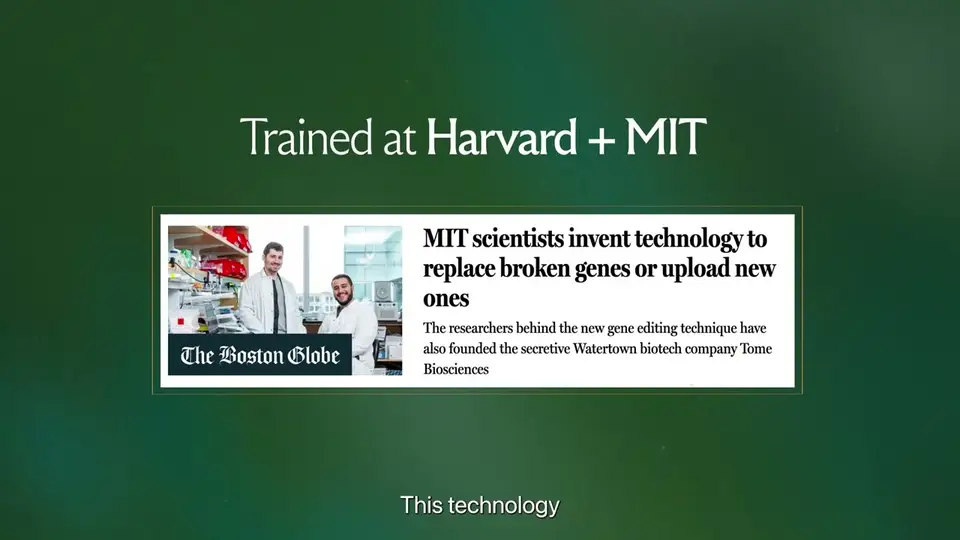 Trained at Harvard + MIT
MIT scientists invent technology to
replace broken genes or upload new
ones
The researchers behind the new gene editing technique have
also founded the secretive Watertown biotech company Tome
Biosciences
The Boston Globe
This technology